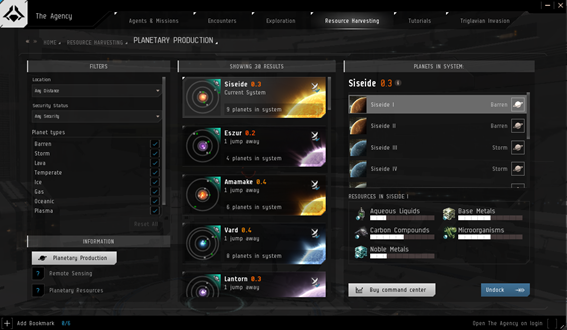 The Agency
Agents & Missions
Encounters
Exploration
Resource Harvesting
Tutorials
Triglavian Invasion
HOME
RESOURCE HARVESTING
PLANETARY PRODUCTION
FILTERS
Location
Any Distance
Security Status
Any Security
Planet types
Barren
Storm
Lava
Temperate
Ice
Gas
Oceanic
Plasma
Reset All
INFORMATION
Planetary Production
? Remote Sensing
? Planetary Resources
SHOWING 38 RESULTS
Siseide 0.3
Current System
9 planets in system
Eszur 0.2
1 jump away
4 planets in system
Amamake 0.4
1 jump away
6 planets in system
Vard 0.4
1 jump away
8 planets in system
Lantorn 0.3
1 jump away
PLANETS IN SYSTEM:
Siseide 0.3
Siseide I Barren
Siseide II Barren
Siseide III Storm
Siseide IV Storm
RESOURCES IN SISEIDE I
Aqueous Liquids
Base Metals
Carbon Compounds
Microorganisms
Noble Metals
Buy command center
Undock
+ Add Bookmark 0/6
Open The Agency on login